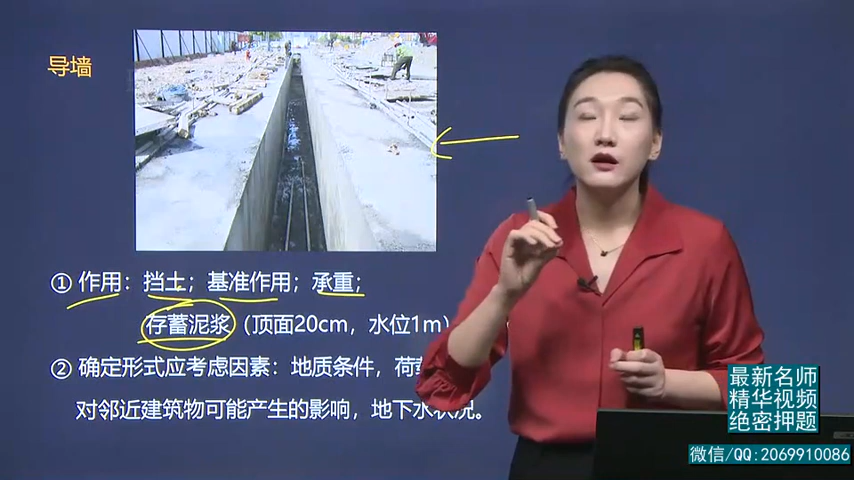 导墙
① 作用：挡土；基准作用；承重；
存蓄泥浆（顶面20cm，水位1m）
② 确定形式应考虑因素：地质条件，荷
对邻近建筑物可能产生的影响，地下水状况。
最新名师
精华视频
绝密押题
微信/QQ:2069910086